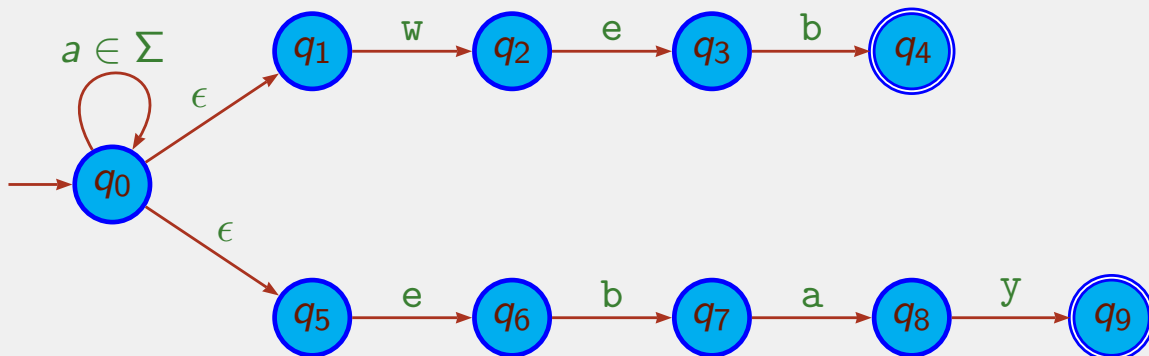 q1 w q2 e q3 b q4
a ∈ Σ
ϵ
q0
ϵ
q5 e q6 b q7 a q8 y q9